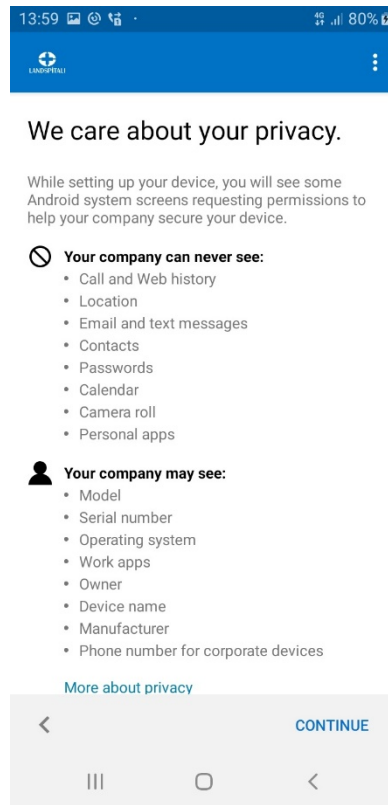 13:59 4G 80%
LANDSPÍTALI
We care about your privacy.
While setting up your device, you will see some
Android system screens requesting permissions to
help your company secure your device.
Your company can never see:
• Call and Web history
• Location
• Email and text messages
• Contacts
• Passwords
• Calendar
• Camera roll
• Personal apps
Your company may see:
• Model
• Serial number
• Operating system
• Work apps
• Owner
• Device name
• Manufacturer
• Phone number for corporate devices
More about privacy
CONTINUE